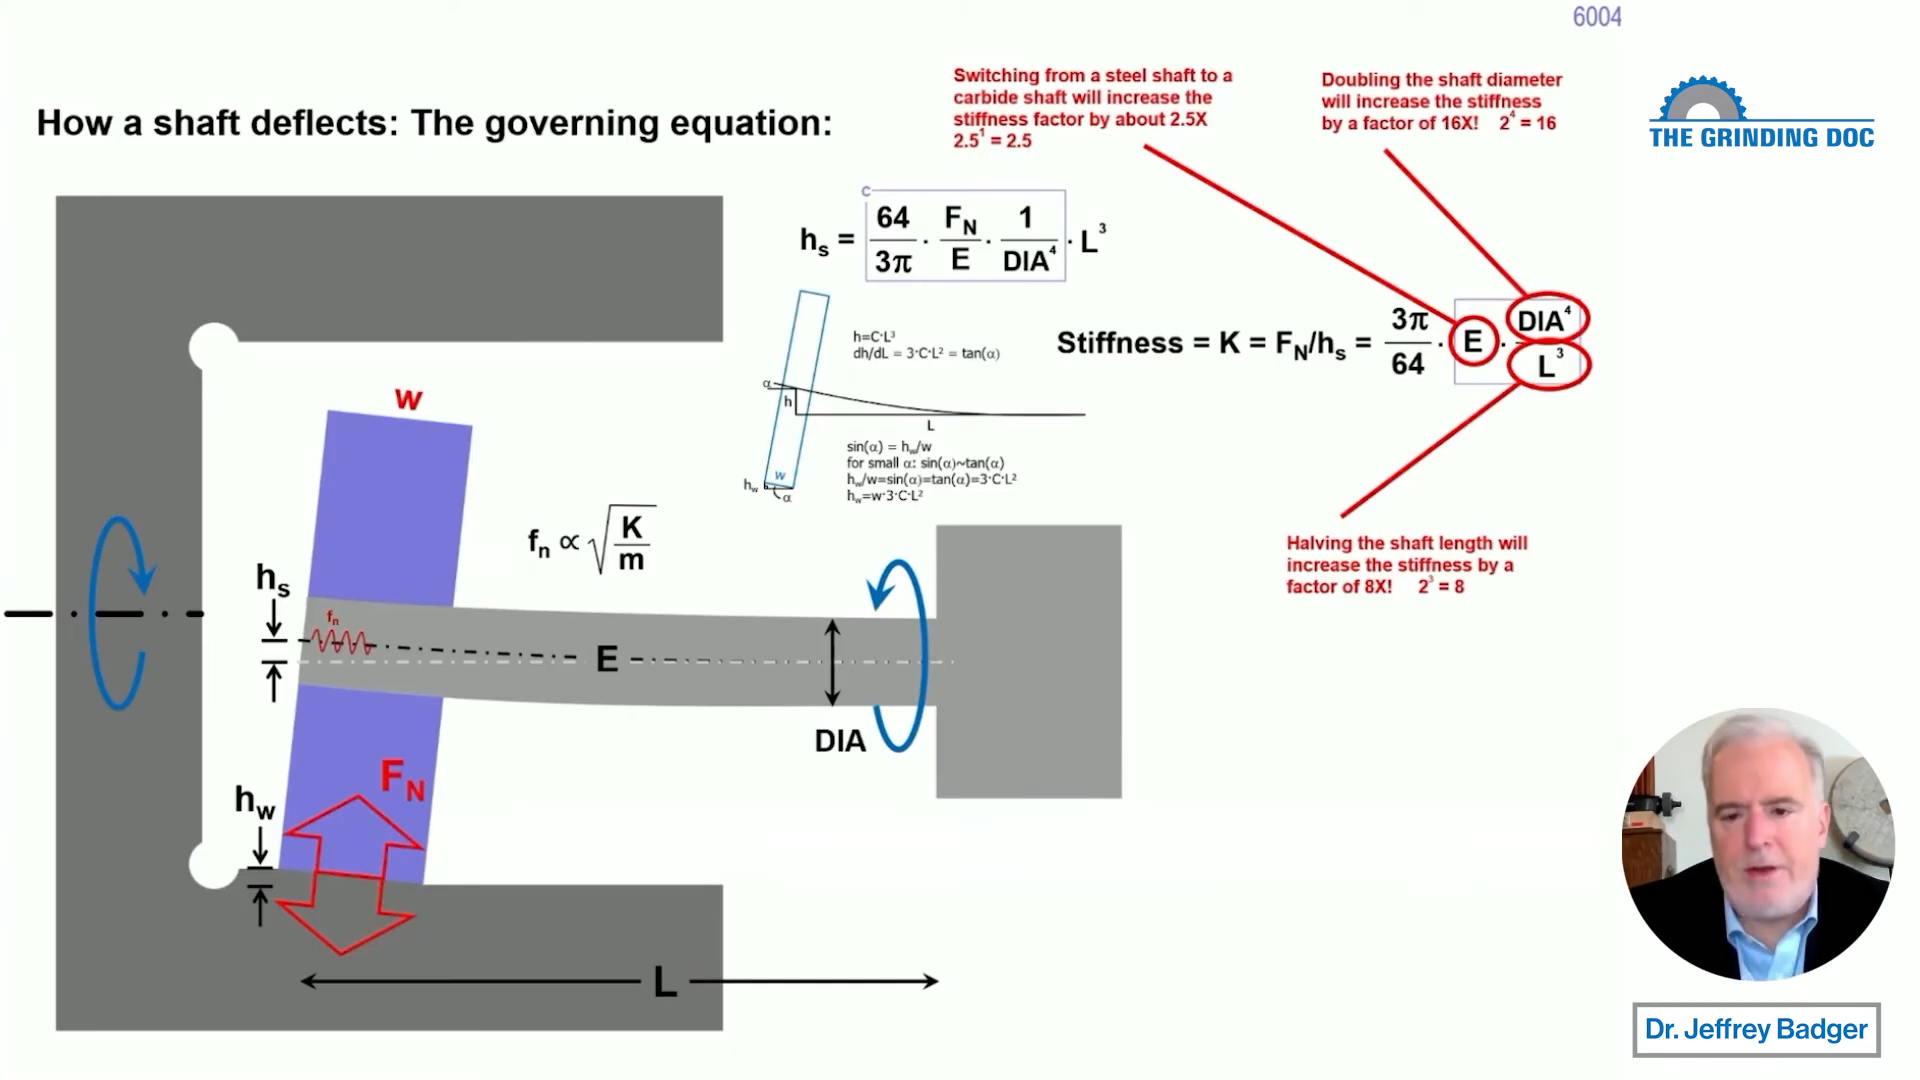 6004
How a shaft deflects: The governing equation:
Switching from a steel shaft to a
carbide shaft will increase the
stiffness factor by about 2.5X
2.5¹ = 2.5
Doubling the shaft diameter
will increase the stiffness
by a factor of 16X! 2⁴ = 16
THE GRINDING DOC
C
hₛ = 64/3π · F_N/E · 1/DIA⁴ · L³
h=C·L³
dh/dL = 3·C·L² = tan(α)
Stiffness = K = F_N/hₛ = 3π/64 · E · DIA⁴/L³
α
h
L
sin(α) = h_w/w
for small α: sin(α)~tan(α)
h_w/w=sin(α)=tan(α)=3·C·L²
h_w=w·3·C·L²
w
h_w
α
w
fₙ ∝ √K/m
Halving the shaft length will
increase the stiffness by a
factor of 8X! 2³ = 8
hₛ
fₙ
E
DIA
F_N
h_w
L
Dr. Jeffrey Badger